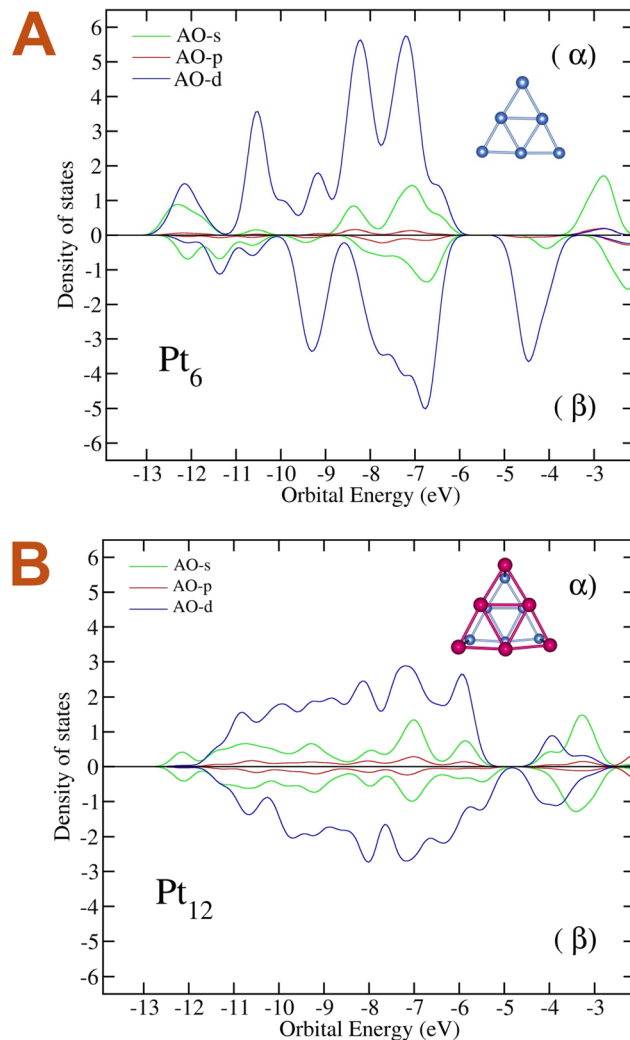 A
6
5
4
3
2
1
0
-1
-2
-3
-4
-5
-6
Density of states
AO-s
AO-p
AO-d
( α)
Pt6
( β)
-13 -12 -11 -10 -9 -8 -7 -6 -5 -4 -3
Orbital Energy (eV)
B
6
5
4
3
2
1
0
-1
-2
-3
-4
-5
-6
Density of states
AO-s
AO-p
AO-d
α)
Pt12
( β)
-13 -12 -11 -10 -9 -8 -7 -6 -5 -4 -3
Orbital Energy (eV)